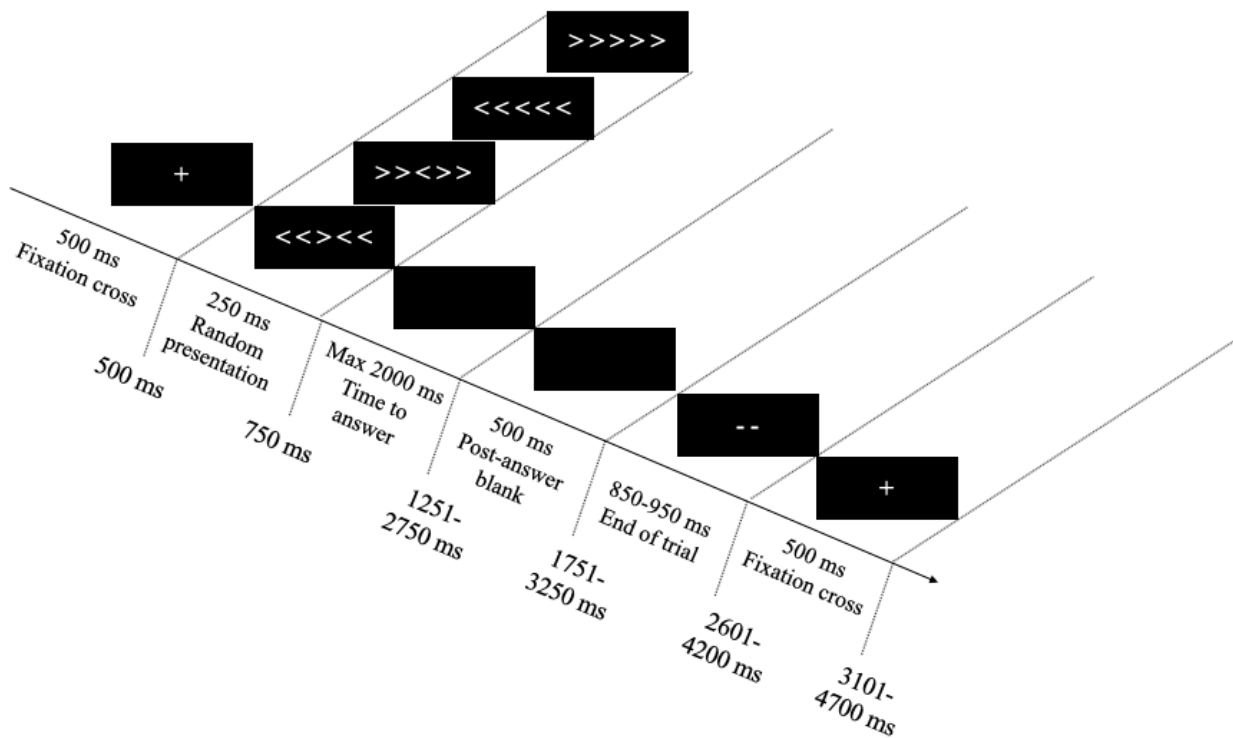 >>>>>
<<<<<
+
>><>>
<<><<
500 ms
Fixation cross
500 ms
250 ms
Random
presentation
750 ms
Max 2000 ms
Time to
answer
1251-
2750 ms
500 ms
Post-answer
blank
1751-
3250 ms
--
850-950 ms
End of trial
2601-
4200 ms
+
500 ms
Fixation cross
3101-
4700 ms